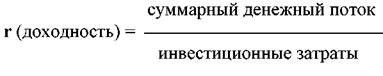 суммарный денежный поток
r (доходность) =
инвестиционные затраты